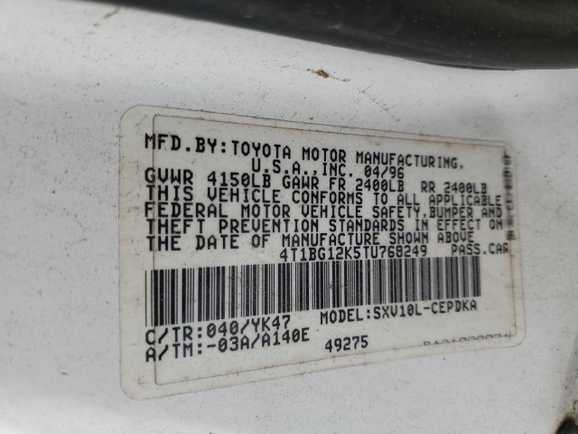 MFD.BY:TOYOTA MOTOR MANUFACTURING,
U.S.A.,INC. 04/96
GVWR 4150LB GAWR FR 2400LB RR 2400LB
THIS VEHICLE CONFORMS TO ALL APPLICABLE
FEDERAL MOTOR VEHICLE SAFETY,BUMPER AND
THEFT PREVENTION STANDARDS IN EFFECT ON
THE DATE OF MANUFACTURE SHOWN ABOVE
4T1BG12K5TU768249 PASS.CAR
C/TR:040/YK47 MODEL:SXV10L-CEPDKA
A/TM:-03A/A140E 49275